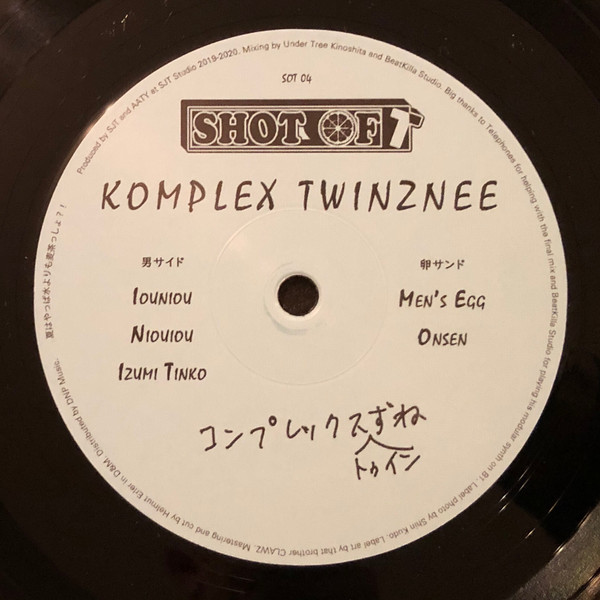 SOT 04
SHOT OF T
KOMPLEX TWINZNEE
男サイド
IOUNIOU
NIOUIOU
IZUMI TINKO
卵サンド
MEN'S EGG
ONSEN
コンプレックスずね
トゥイン
夏はやっぱ水よりも麦茶っしょ?!
Produced by SJT and AATY at SJT Studio 2019-2020. Mixing by Under Tree Kinoshita and BeatKilla Studio. Big thanks to Telephones for helping with the final mix and BeatKilla Studio for playing his modular synth on B1. Label photo by Shin Kudo. Label art by that brother CLAWZ. Mastering and cut by Helmut Erler in D&M. Distributed by DNP Music.